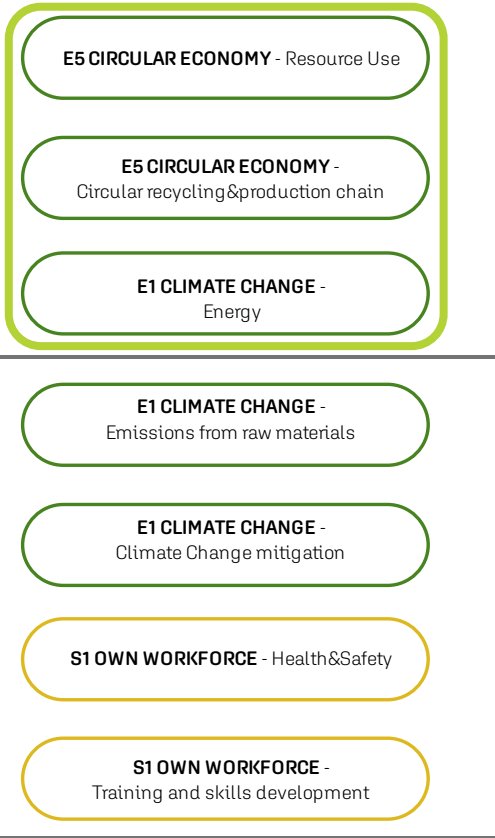 E5 CIRCULAR ECONOMY - Resource Use
E5 CIRCULAR ECONOMY -
Circular recycling&production chain
E1 CLIMATE CHANGE -
Energy
E1 CLIMATE CHANGE -
Emissions from raw materials
E1 CLIMATE CHANGE -
Climate Change mitigation
S1 OWN WORKFORCE - Health&Safety
S1 OWN WORKFORCE -
Training and skills development